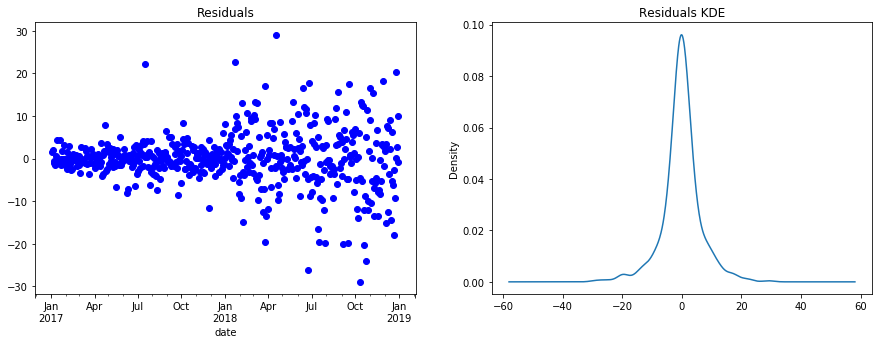 Residuals
30
20
10
0
−10
−20
−30
Jan Apr Jul Oct Jan Apr Jul Oct Jan
2017 2018 2019
date
Residuals KDE
0.10
0.08
0.06
0.04
0.02
0.00
Density
−60 −40 −20 0 20 40 60